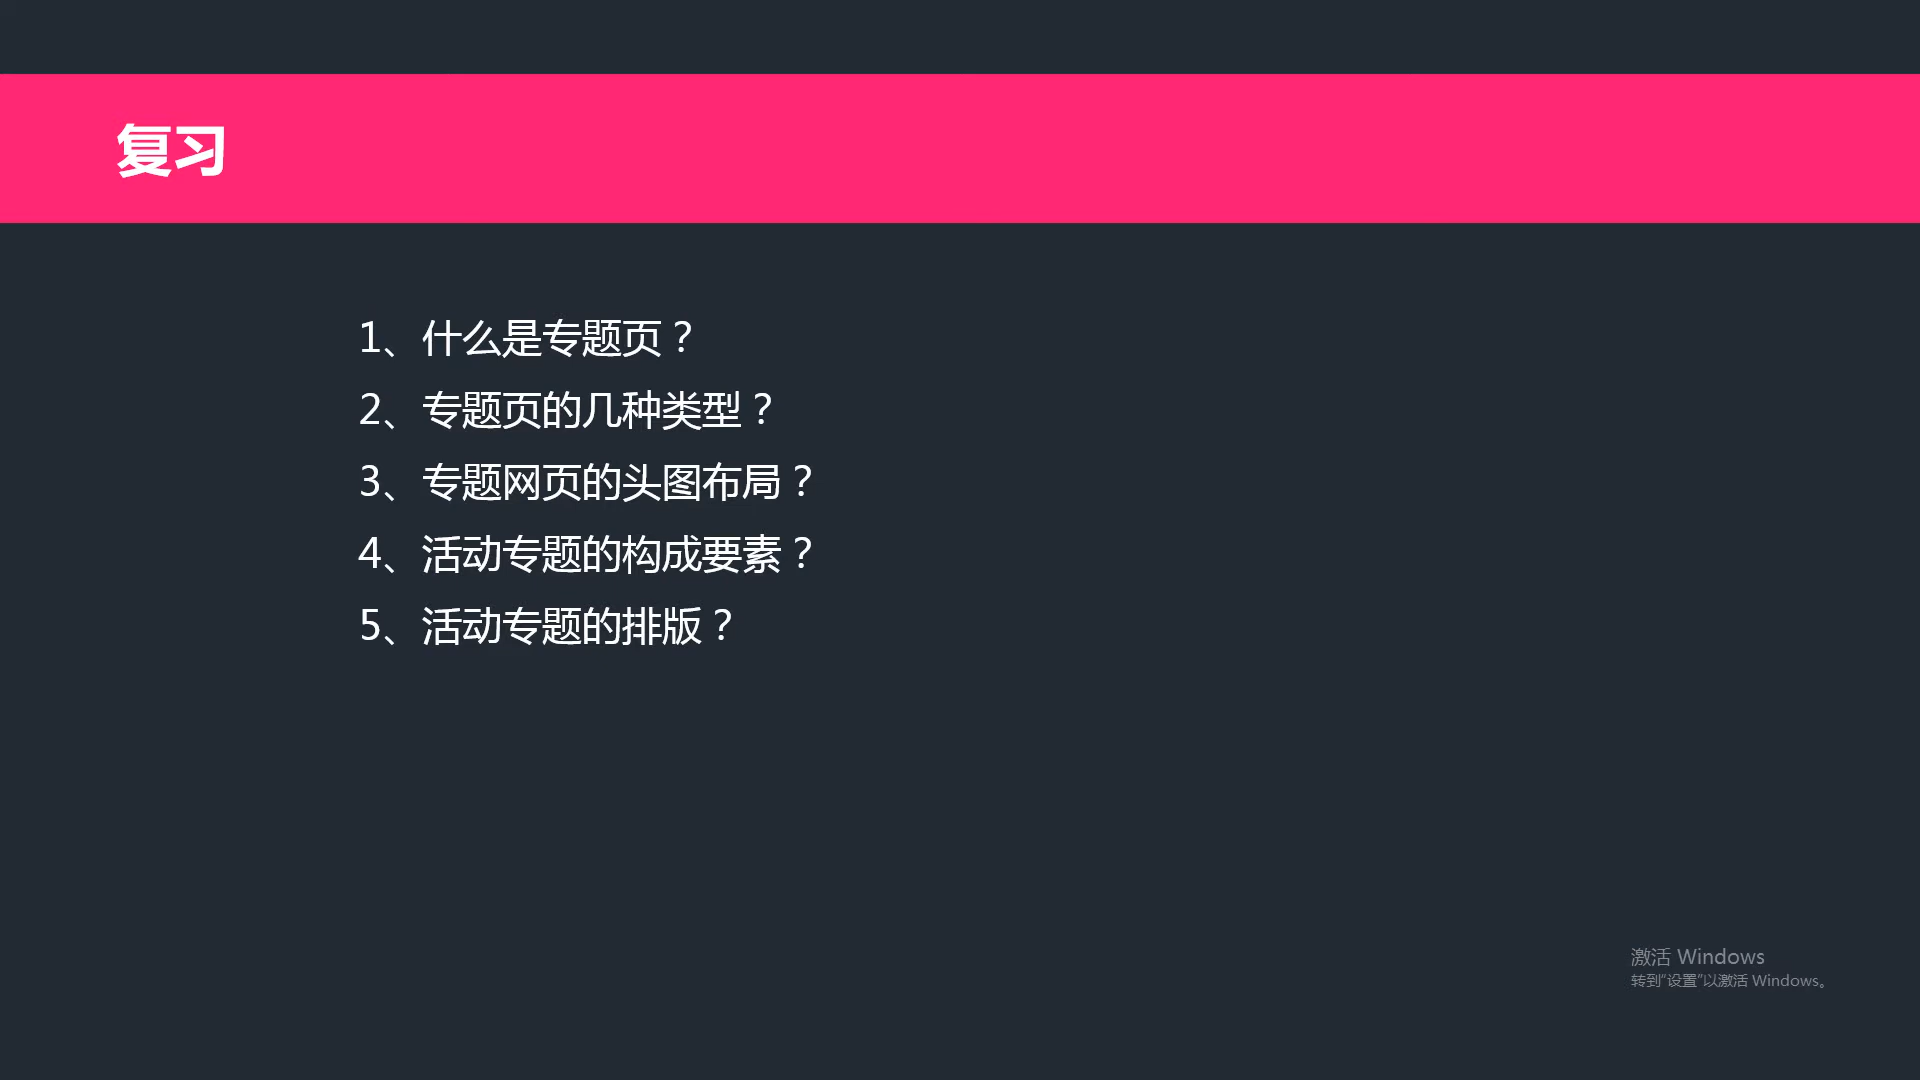 复习
1、什么是专题页？
2、专题页的几种类型？
3、专题网页的头图布局？
4、活动专题的构成要素？
5、活动专题的排版？
激活 Windows
转到“设置”以激活 Windows。